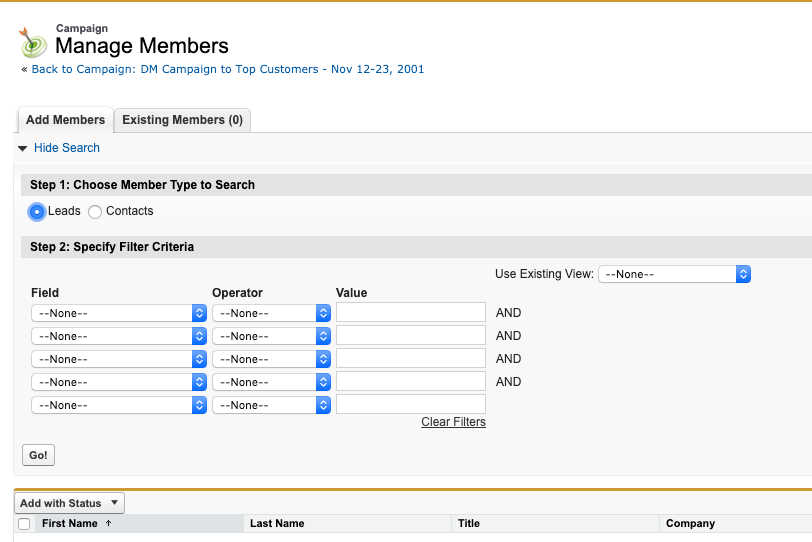 Campaign
Manage Members
« Back to Campaign: DM Campaign to Top Customers - Nov 12-23, 2001
Add Members Existing Members (0)
Hide Search
Step 1: Choose Member Type to Search
Leads Contacts
Step 2: Specify Filter Criteria
Use Existing View: --None--
Field Operator Value
--None-- --None-- AND
--None-- --None-- AND
--None-- --None-- AND
--None-- --None-- AND
--None-- --None--
Clear Filters
Go!
Add with Status
First Name ↑ Last Name Title Company